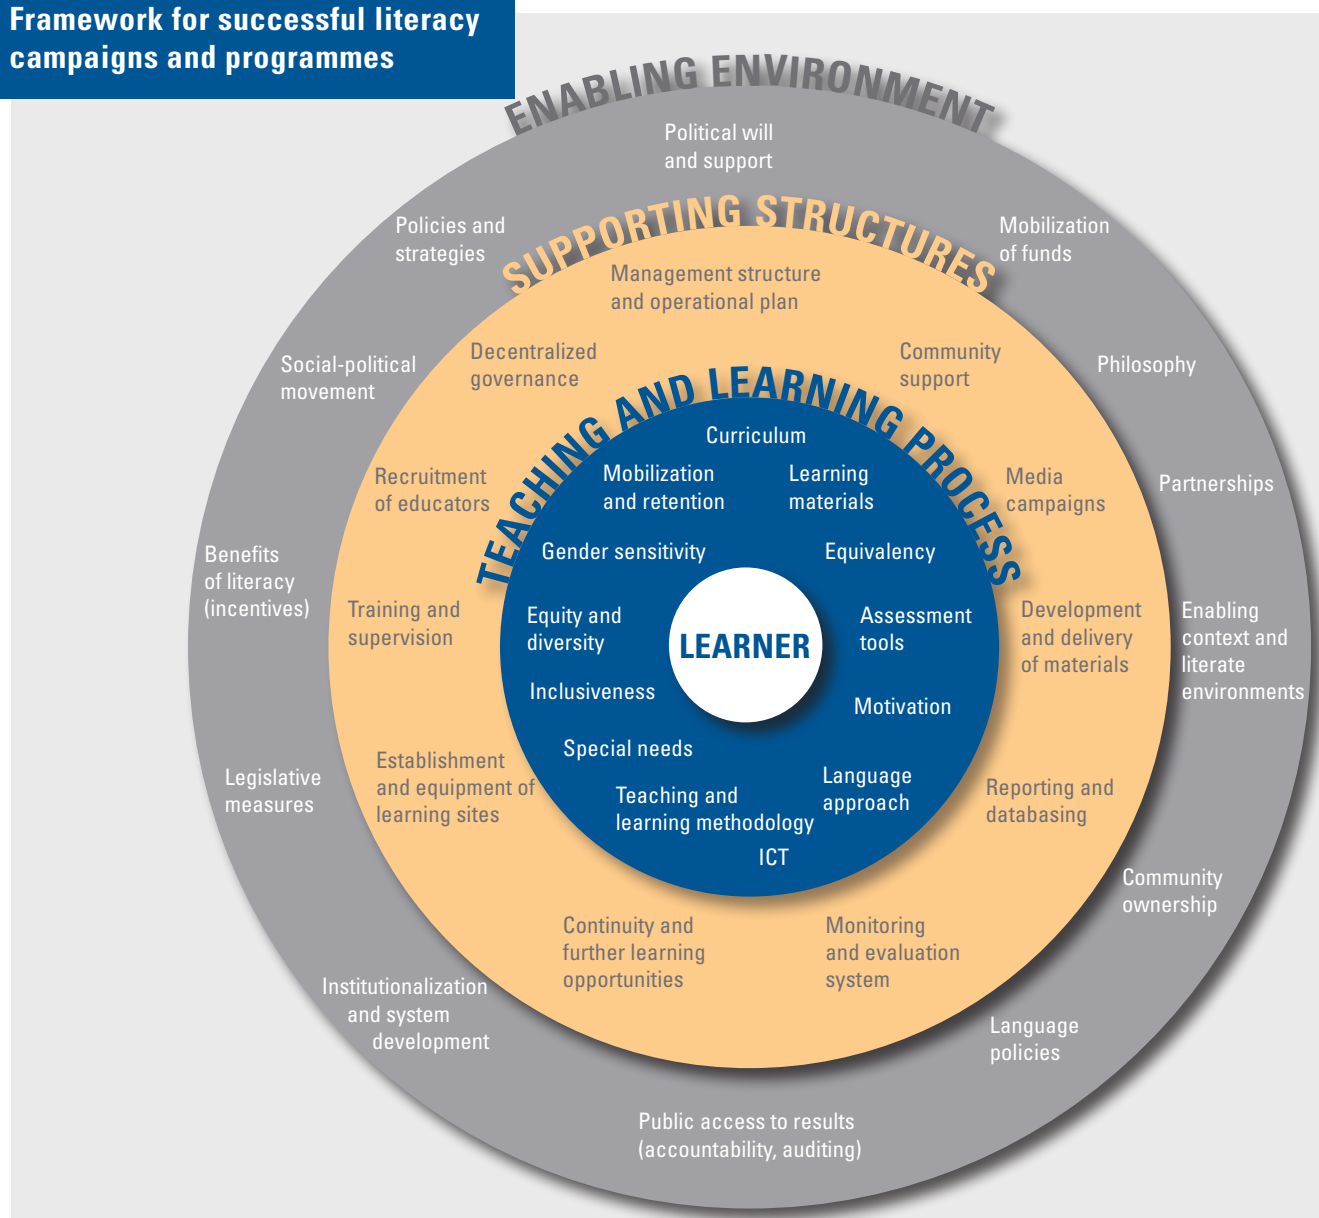 Framework for successful literacy
campaigns and programmes
ENABLING ENVIRONMENT
Political will
and support
Policies and
strategies
Mobilization
of funds
Social-political
movement
Philosophy
Partnerships
Benefits
of literacy
(incentives)
Enabling
context and
literate
environments
Legislative
measures
Community
ownership
Institutionalization
and system
development
Language
policies
Public access to results
(accountability, auditing)
SUPPORTING STRUCTURES
Management structure
and operational plan
Decentralized
governance
Community
support
Recruitment
of educators
Media
campaigns
Training and
supervision
Development
and delivery
of materials
Establishment
and equipment of
learning sites
Reporting and
databasing
Continuity and
further learning
opportunities
Monitoring
and evaluation
system
TEACHING AND LEARNING PROCESS
Curriculum
Mobilization
and retention
Learning
materials
Gender sensitivity
Equivalency
Equity and
diversity
Assessment
tools
Inclusiveness
Motivation
Special needs
Language
approach
Teaching and
learning methodology
ICT
LEARNER